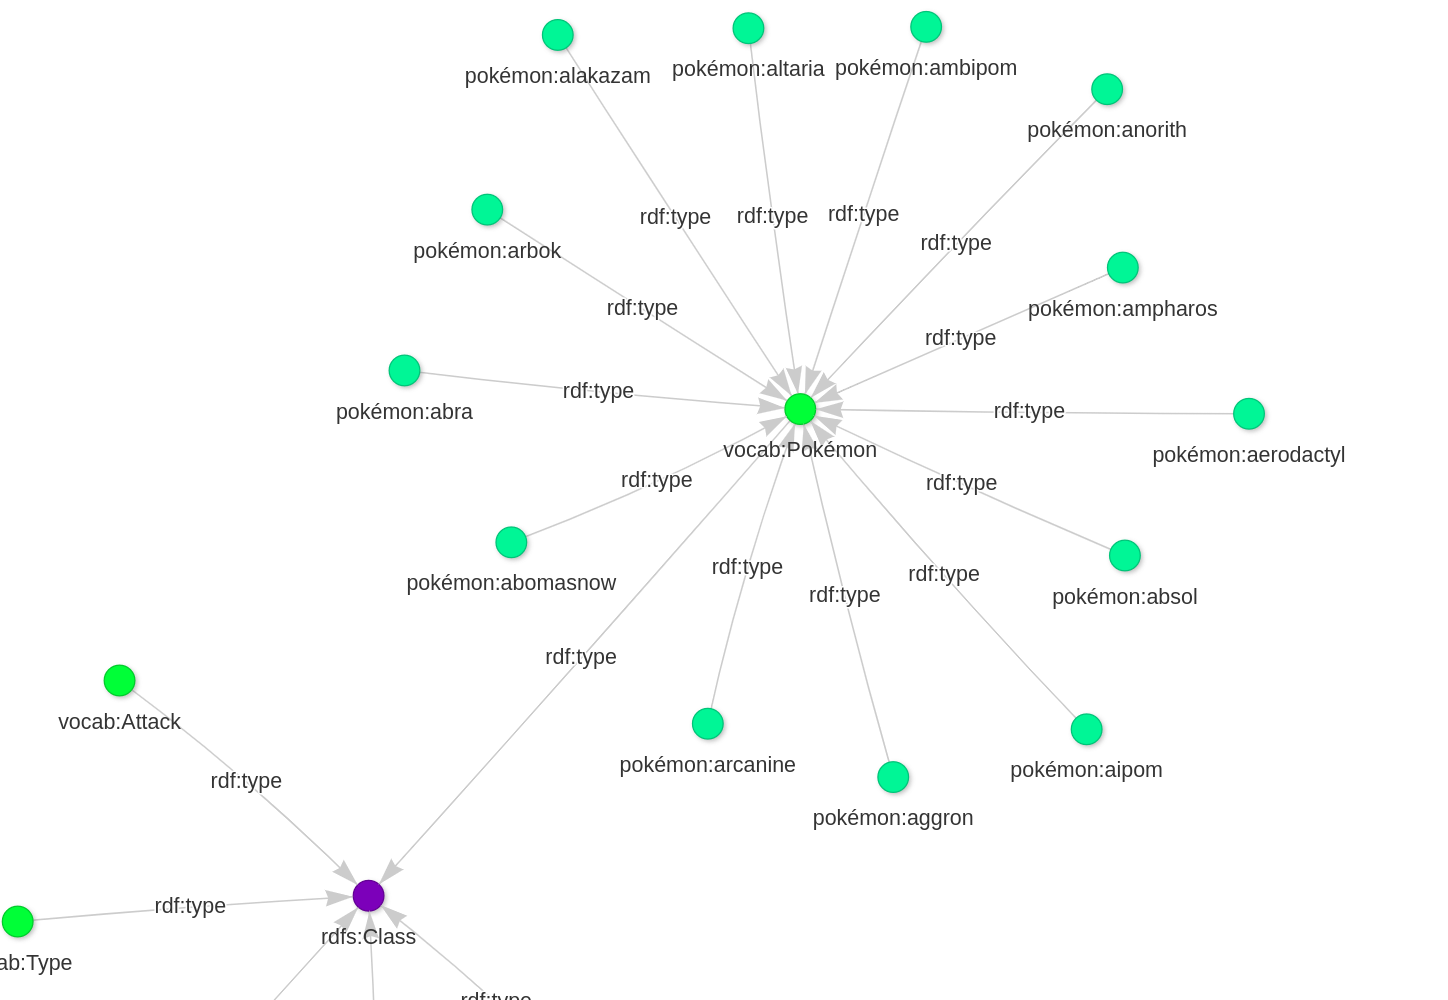 pokémon:alakazam
pokémon:altaria
pokémon:ambipom
pokémon:anorith
rdf:type
rdf:type
rdf:type
rdf:type
pokémon:arbok
pokémon:ampharos
rdf:type
rdf:type
rdf:type
pokémon:abra
rdf:type
vocab:Pokémon
pokémon:aerodactyl
rdf:type
rdf:type
pokémon:abomasnow
rdf:type
rdf:type
rdf:type
pokémon:absol
rdf:type
vocab:Attack
pokémon:arcanine
pokémon:aipom
rdf:type
pokémon:aggron
rdf:type
rdfs:Class
ab:Type
rdf:type